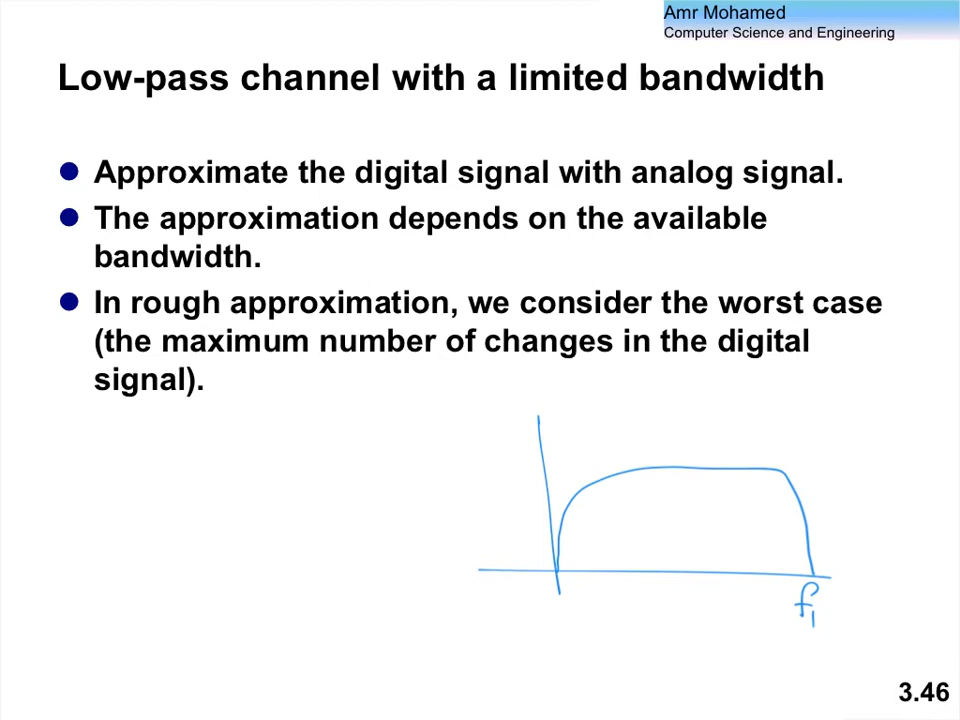 Amr Mohamed
Computer Science and Engineering
Low-pass channel with a limited bandwidth
Approximate the digital signal with analog signal.
The approximation depends on the available
bandwidth.
In rough approximation, we consider the worst case
(the maximum number of changes in the digital
signal).
f₁
3.46